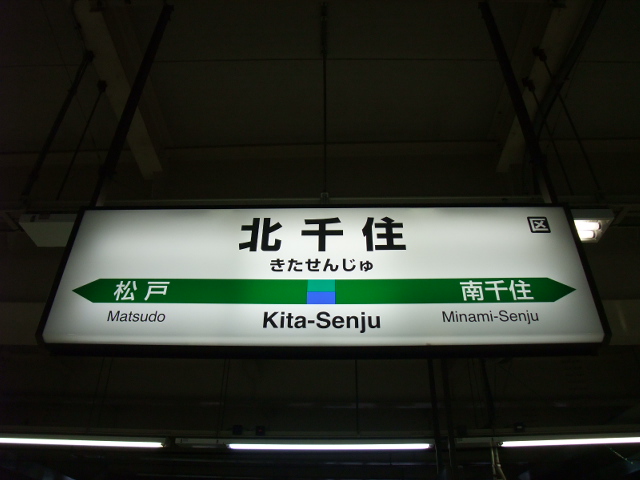 北千住
区
きたせんじゅ
松戸
南千住
Matsudo
Kita-Senju
Minami-Senju